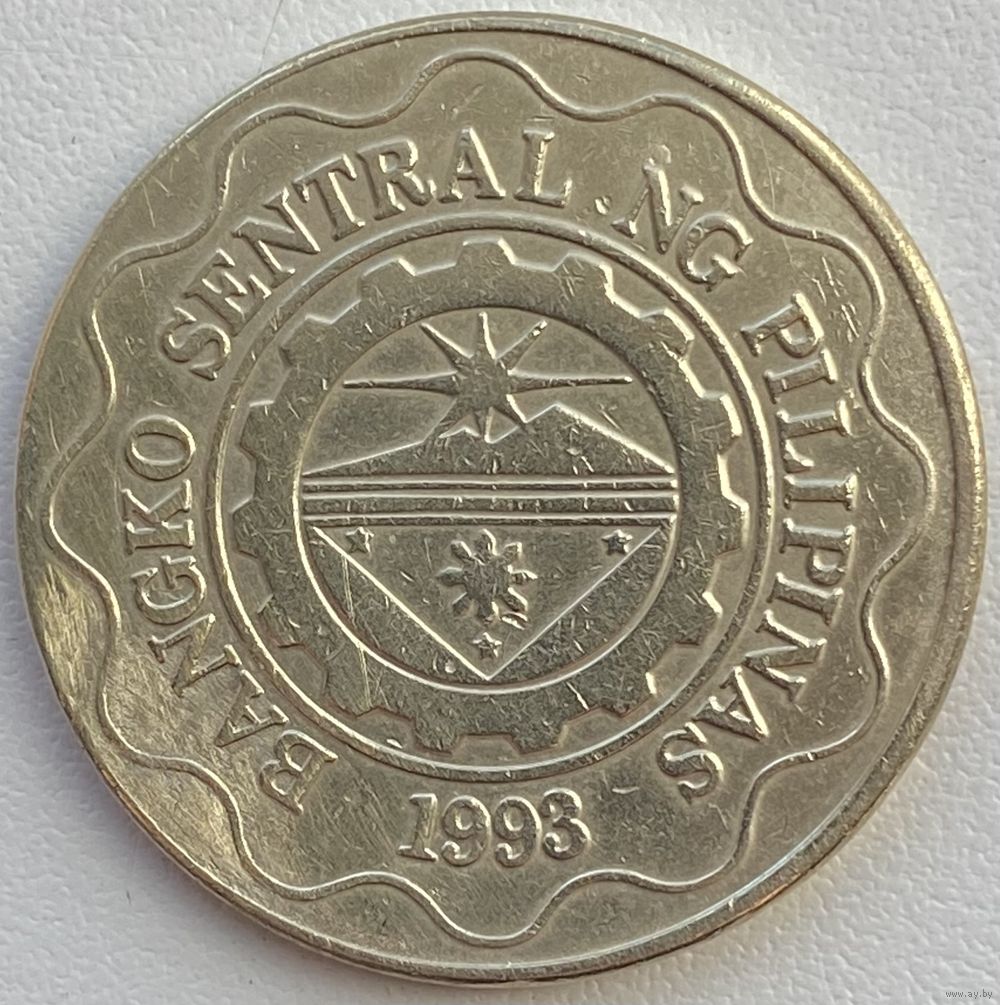 BANGKO SENTRAL NG PILIPINAS
1993
www.ay.by